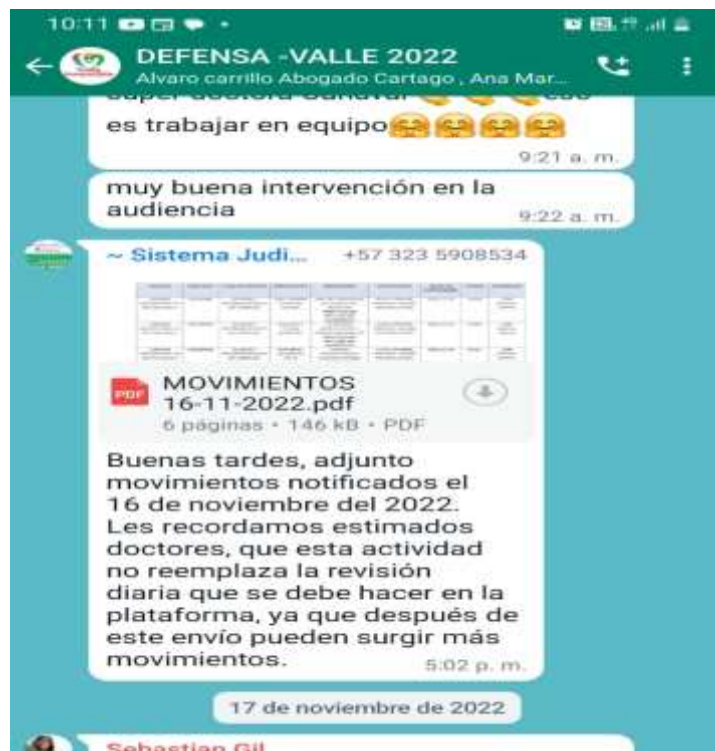 10:11
DEFENSA -VALLE 2022
Alvaro carrillo Abogado Cartago , Ana Mar...
es trabajar en equipo
9:21 a. m.
muy buena intervención en la
audiencia
9:22 a. m.
~ Sistema Judi... +57 323 5908534
PDF
MOVIMIENTOS
16-11-2022.pdf
6 páginas • 146 kB • PDF
Buenas tardes, adjunto
movimientos notificados el
16 de noviembre del 2022.
Les recordamos estimados
doctores, que esta actividad
no reemplaza la revisión
diaria que se debe hacer en la
plataforma, ya que después de
este envío pueden surgir más
movimientos.
5:02 p. m.
17 de noviembre de 2022
Sebastian Gil